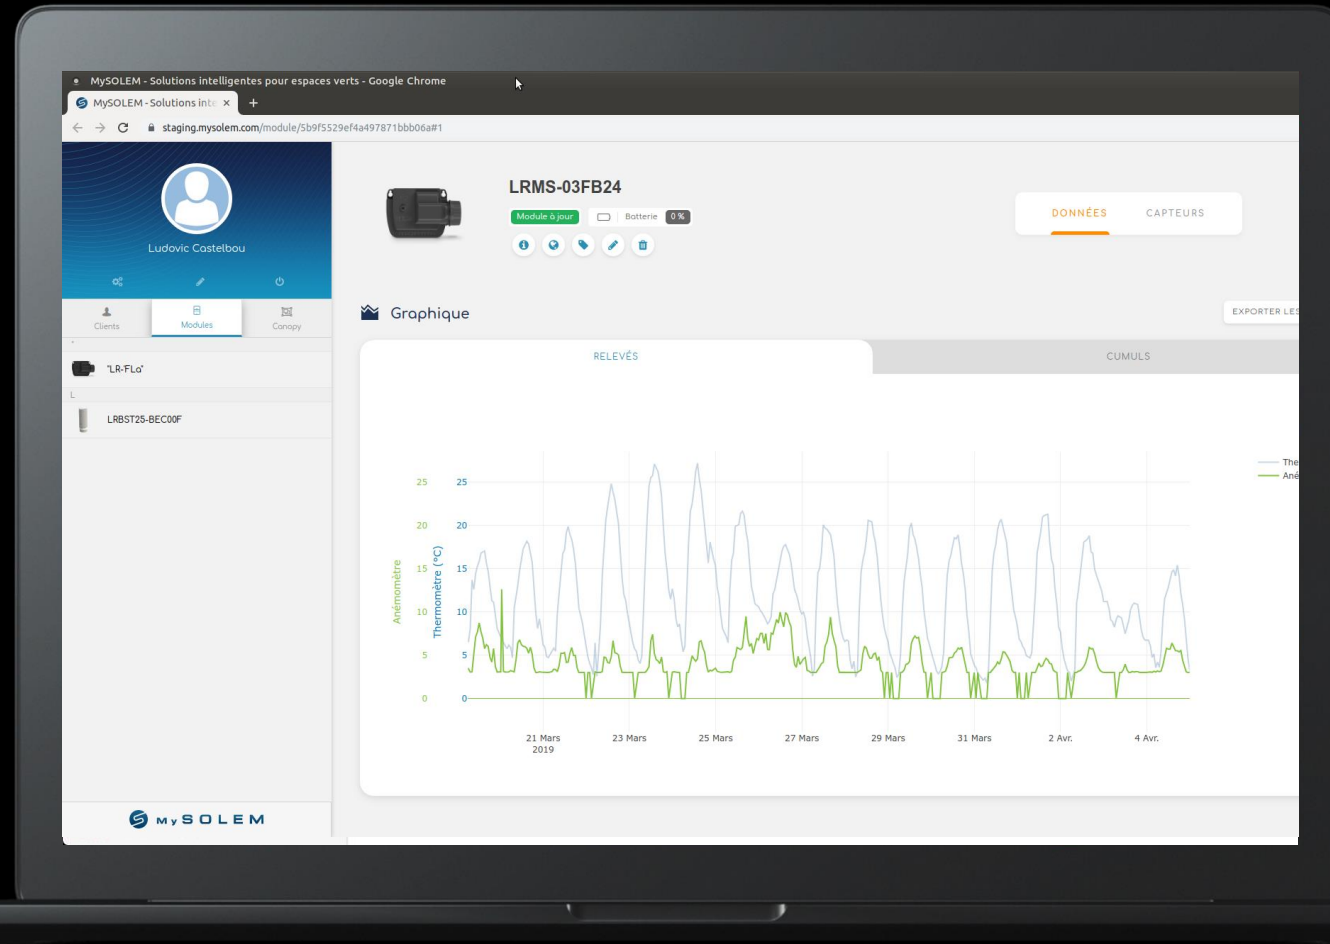 MySOLEM - Solutions intelligentes pour espaces verts - Google Chrome
MySOLEM - Solutions inte
staging.mysolem.com/module/5b9f5529ef4a497871bbb06a#1
Ludovic Castelbou
Clients
Modules
Canopy
"LR-FLa"
L
LRBST25-BEC00F
MySOLEM
LRMS-03FB24
Module à jour
Batterie
0 %
DONNÉES
CAPTEURS
Graphique
EXPORTER LES
RELEVÉS
CUMULS
Anémomètre
25
20
15
10
5
0
Thermomètre (°C)
25
20
15
10
5
0
21 Mars
2019
23 Mars
25 Mars
27 Mars
29 Mars
31 Mars
2 Avr.
4 Avr.
The
Ané